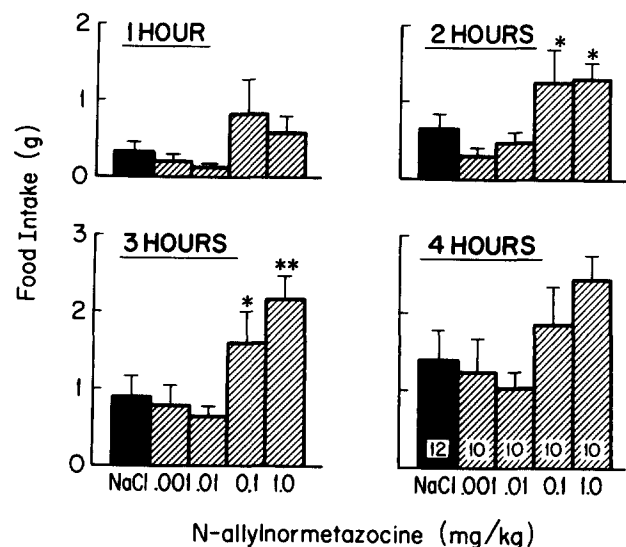 Food Intake (g)
1 HOUR
2
1
0
2 HOURS
* *
3 HOURS
3
2
1
0
* **
NaCl .001 .01 0.1 1.0
4 HOURS
12 10 10 10 10
NaCl .001 .01 0.1 1.0
N-allylnormetazocine (mg/kg)